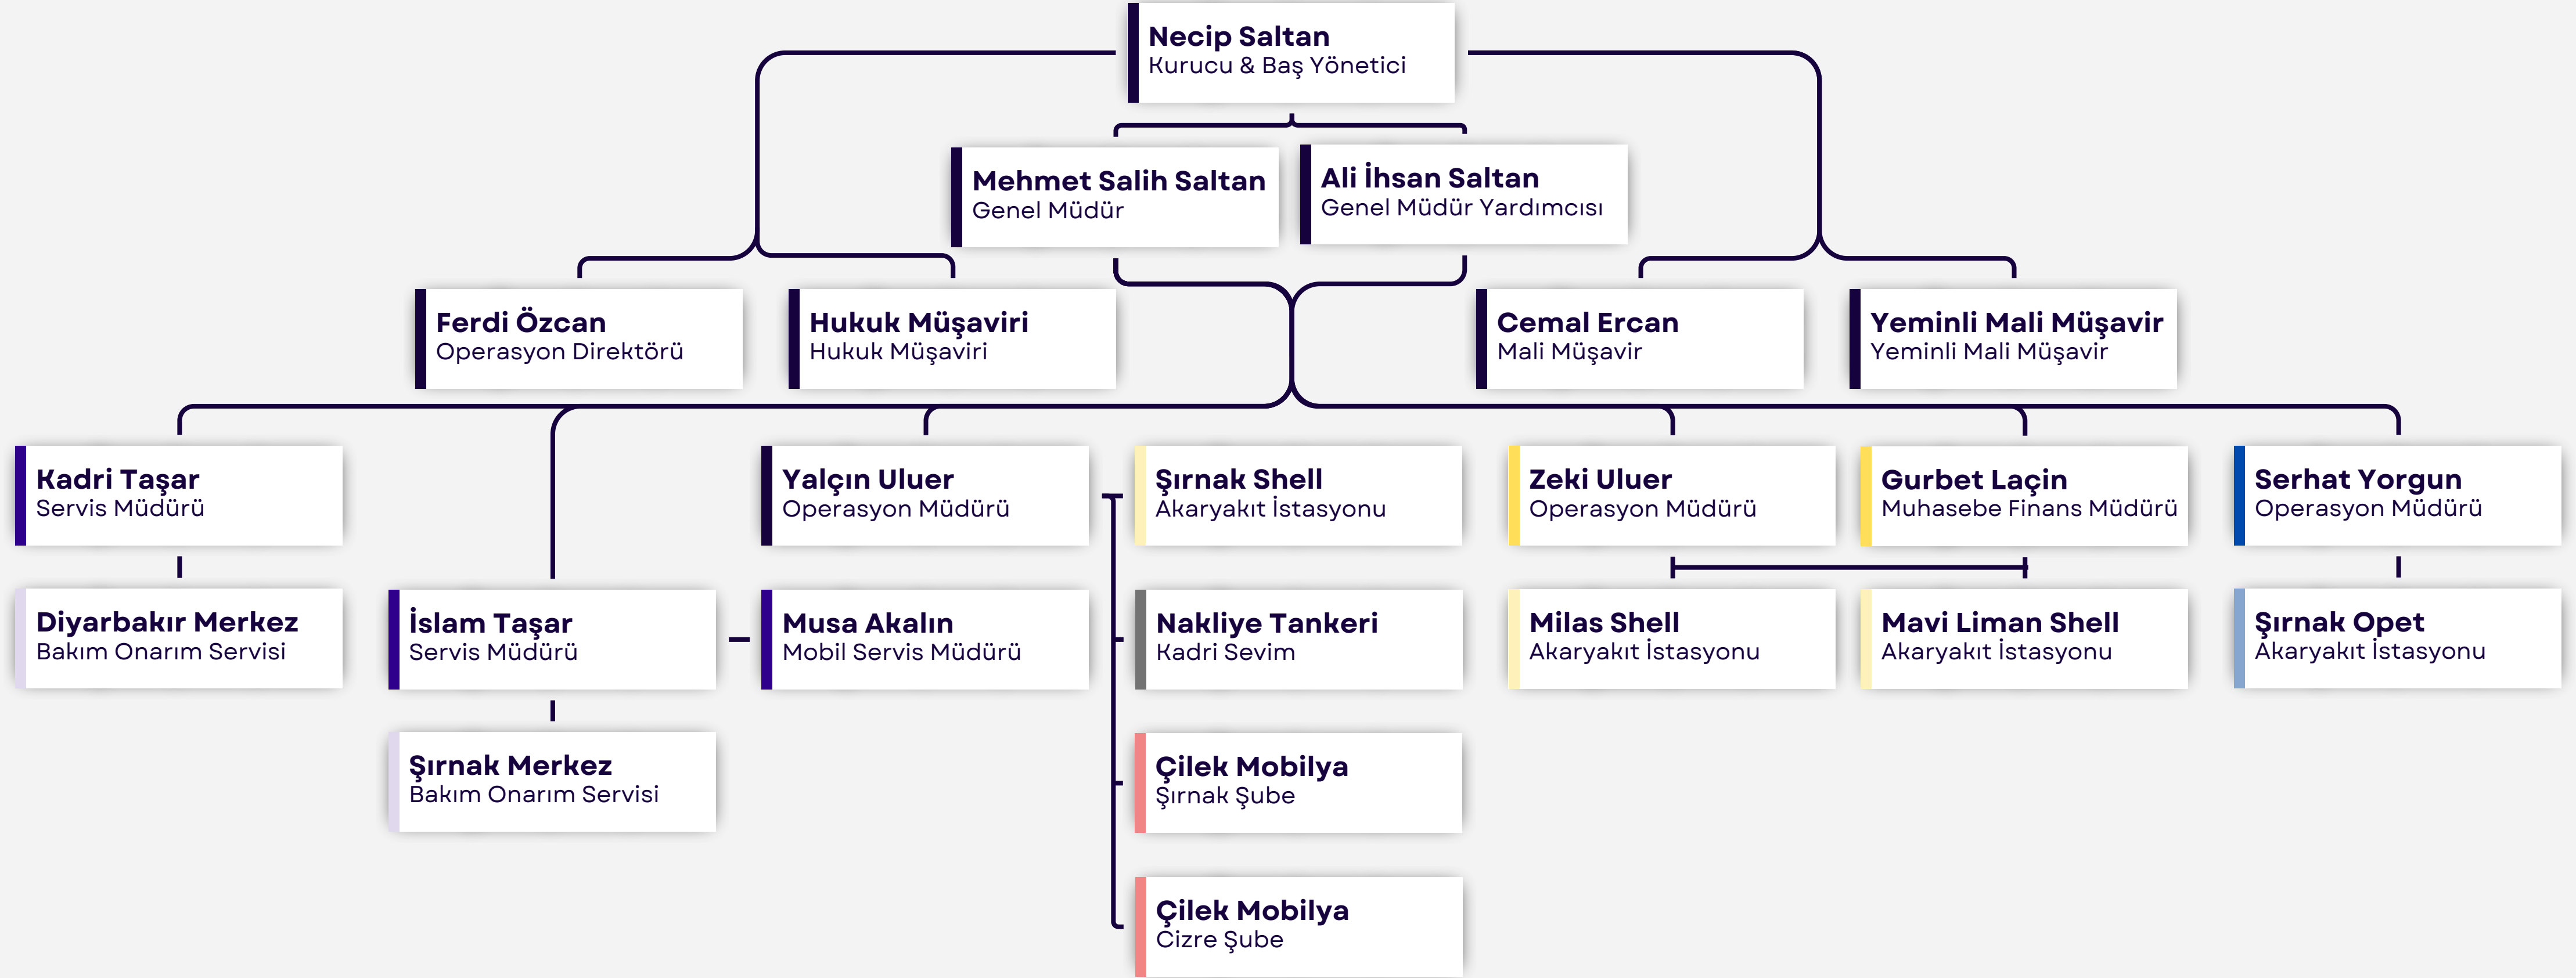 Necip Saltan
Kurucu & Baş Yönetici
Mehmet Salih Saltan
Genel Müdür
Ali İhsan Saltan
Genel Müdür Yardımcısı
Ferdi Özcan
Operasyon Direktörü
Hukuk Müşaviri
Hukuk Müşaviri
Cemal Ercan
Mali Müşavir
Yeminli Mali Müşavir
Yeminli Mali Müşavir
Kadri Taşar
Servis Müdürü
Yalçın Uluer
Operasyon Müdürü
Şırnak Shell
Akaryakıt İstasyonu
Zeki Uluer
Operasyon Müdürü
Gurbet Laçin
Muhasebe Finans Müdürü
Serhat Yorgun
Operasyon Müdürü
Diyarbakır Merkez
Bakım Onarım Servisi
İslam Taşar
Servis Müdürü
Musa Akalın
Mobil Servis Müdürü
Nakliye Tankeri
Kadri Sevim
Milas Shell
Akaryakıt İstasyonu
Mavi Liman Shell
Akaryakıt İstasyonu
Şırnak Opet
Akaryakıt İstasyonu
Şırnak Merkez
Bakım Onarım Servisi
Çilek Mobilya
Şırnak Şube
Çilek Mobilya
Cizre Şube